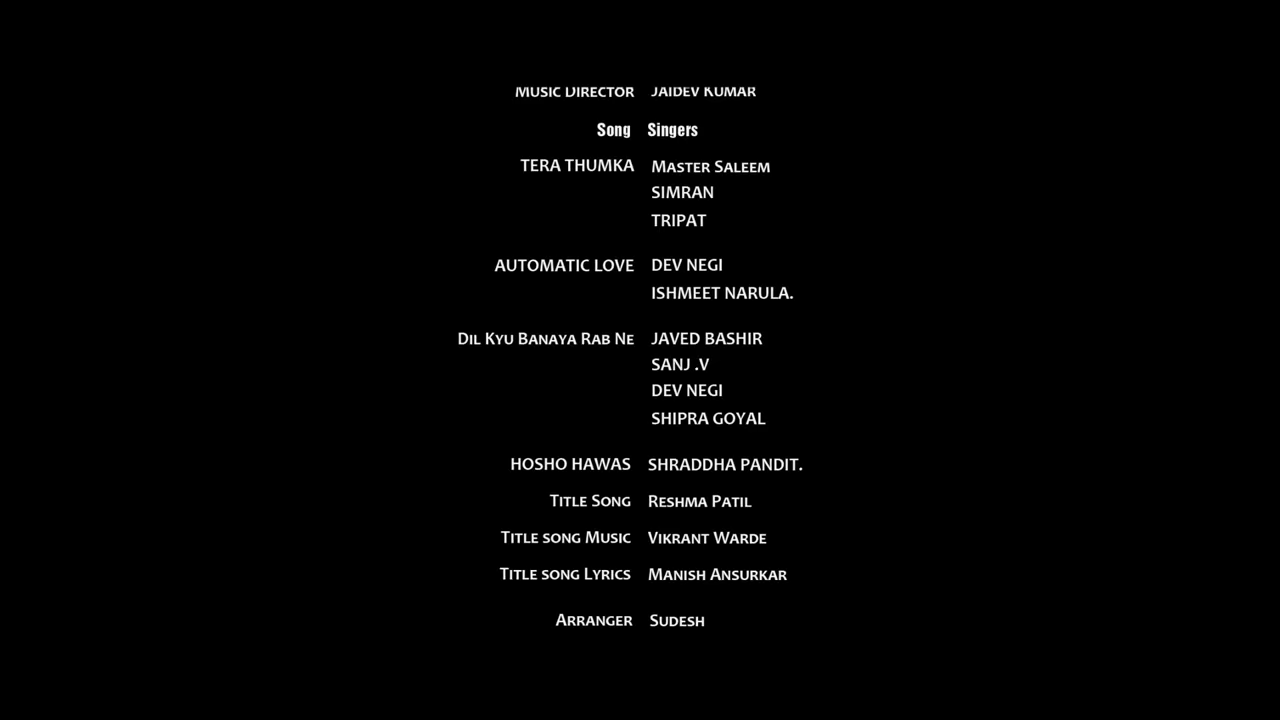 MUSIC DIRECTOR JAIDEV KUMAR
Song Singers
TERA THUMKA MASTER SALEEM
SIMRAN
TRIPAT
AUTOMATIC LOVE DEV NEGI
ISHMEET NARULA.
DIL KYU BANAYA RAB NE JAVED BASHIR
SANJ .V
DEV NEGI
SHIPRA GOYAL
HOSHO HAWAS SHRADDHA PANDIT.
TITLE SONG RESHMA PATIL
TITLE SONG MUSIC VIKRANT WARDE
TITLE SONG LYRICS MANISH ANSURKAR
ARRANGER SUDESH